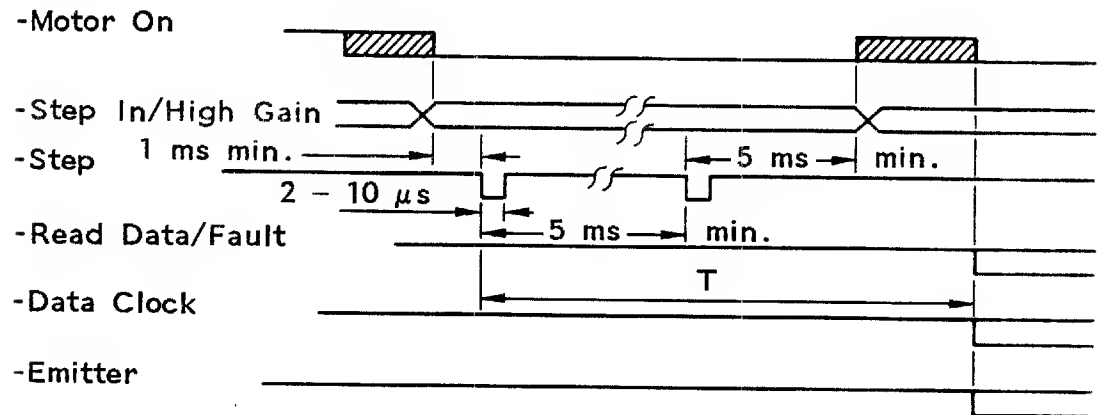 -Motor On
-Step In/High Gain
-Step
1 ms min.
5 ms min.
2 - 10 μs
5 ms min.
-Read Data/Fault
T
-Data Clock
-Emitter